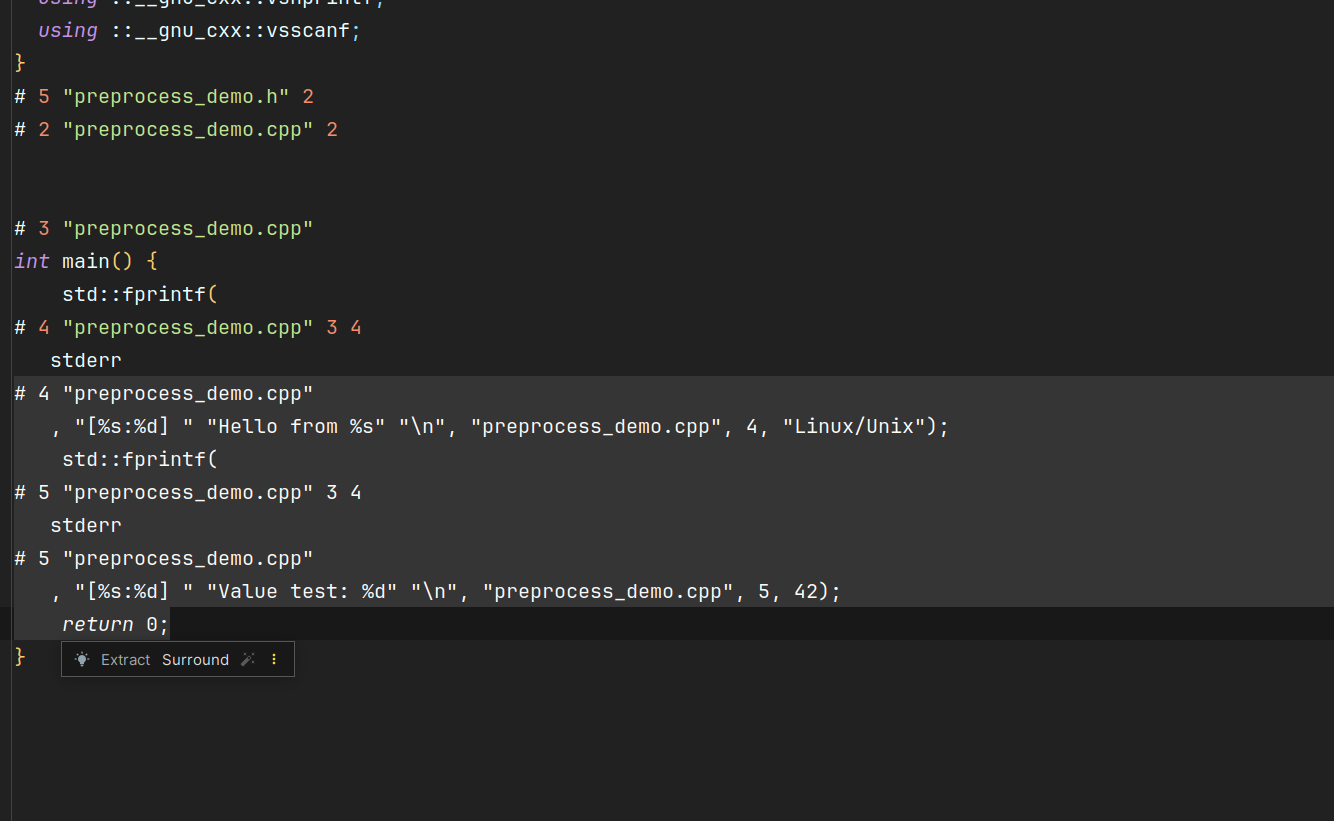 using ::__gnu_cxx::vsnprintf;
using ::__gnu_cxx::vsscanf;
}
# 5 "preprocess_demo.h" 2
# 2 "preprocess_demo.cpp" 2
# 3 "preprocess_demo.cpp"
int main() {
std::fprintf(
# 4 "preprocess_demo.cpp" 3 4
stderr
# 4 "preprocess_demo.cpp"
, "[%s:%d] " "Hello from %s" "\n", "preprocess_demo.cpp", 4, "Linux/Unix");
std::fprintf(
# 5 "preprocess_demo.cpp" 3 4
stderr
# 5 "preprocess_demo.cpp"
, "[%s:%d] " "Value test: %d" "\n", "preprocess_demo.cpp", 5, 42);
return 0;
}
Extract Surround